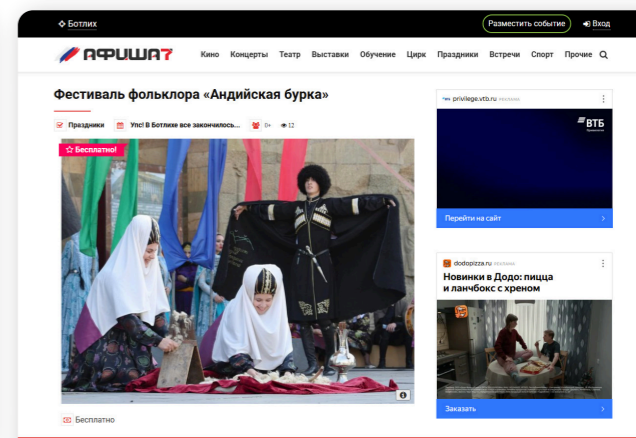 Ботлих
Разместить событие
Вход
АФИША7
Кино Концерты Театр Выставки Обучение Цирк Праздники Встречи Спорт Прочие
Фестиваль фольклора «Андийская бурка»
Праздники Упс! В Ботлихе все закончилось... 0+ 12
Бесплатно!
Бесплатно
privilege.vtb.ru РЕКЛАМА
ВТБ
Перейти на сайт
dodopizza.ru РЕКЛАМА
Новинки в Додо: пицца
и ланчбокс с хреном
Заказать